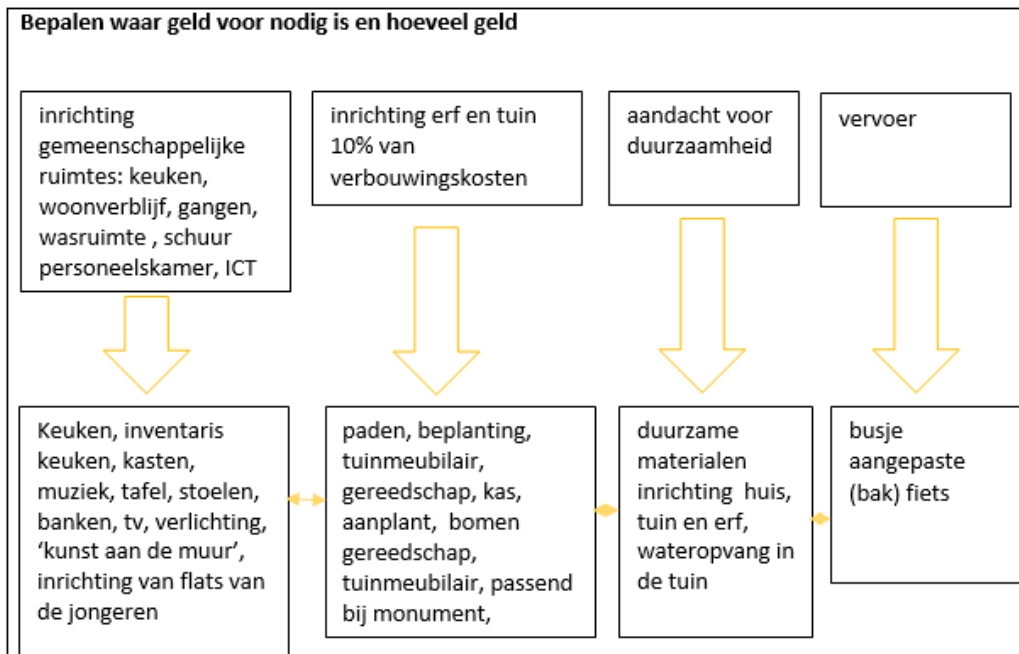 Bepalen waar geld voor nodig is en hoeveel geld
inrichting
gemeenschappelijke
ruimtes: keuken,
woonverblijf, gangen,
wasruimte , schuur
personeelskamer, ICT
inrichting erf en tuin
10% van
verbouwingskosten
aandacht voor
duurzaamheid
vervoer
Keuken, inventaris
keuken, kasten,
muziek, tafel, stoelen,
banken, tv, verlichting,
‘kunst aan de muur’,
inrichting van flats van
de jongeren
paden, beplanting,
tuinmeubilair,
gereedschap, kas,
aanplant, bomen
gereedschap,
tuinmeubilair, passend
bij monument,
duurzame
materialen
inrichting huis,
tuin en erf,
wateropvang in
de tuin
busje
aangepaste
(bak) fiets